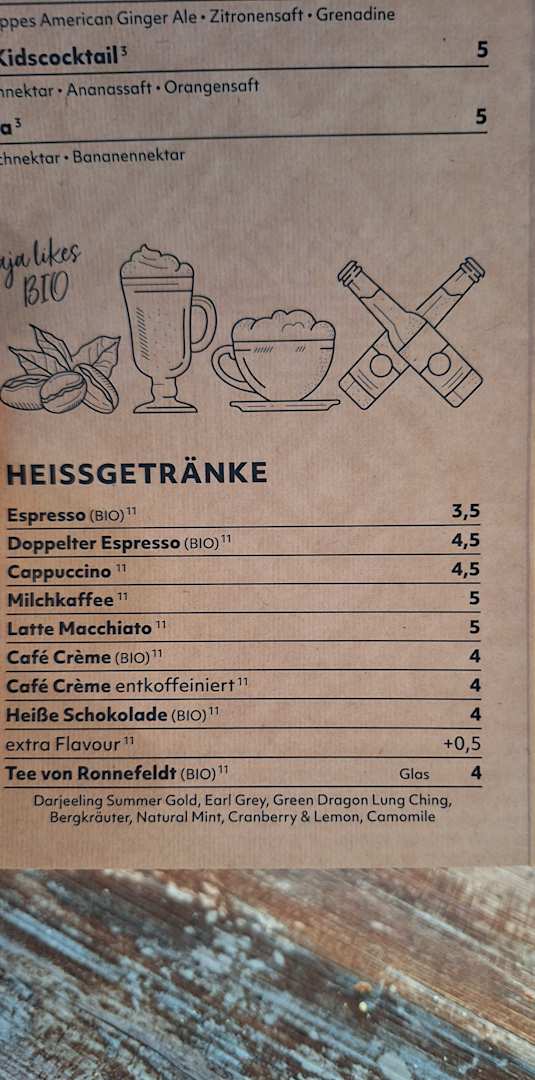 American Ginger Ale • Zitronensaft • Grenadine
Kidscocktail³ 5
Ananassaft • Orangensaft
5
Bananennektar
likes
BIO
HEISSGETRÄNKE
Espresso (BIO)¹¹ 3,5
Doppelter Espresso (BIO)¹¹ 4,5
Cappuccino ¹¹ 4,5
Milchkaffee ¹¹ 5
Latte Macchiato ¹¹ 5
Café Crème (BIO)¹¹ 4
Café Crème entkoffeiniert ¹¹ 4
Heiße Schokolade (BIO)¹¹ 4
extra Flavour ¹¹ +0,5
Tee von Ronnefeldt (BIO)¹¹ Glas 4
Darjeeling Summer Gold, Earl Grey, Green Dragon Lung Ching,
Bergkräuter, Natural Mint, Cranberry & Lemon, Camomile